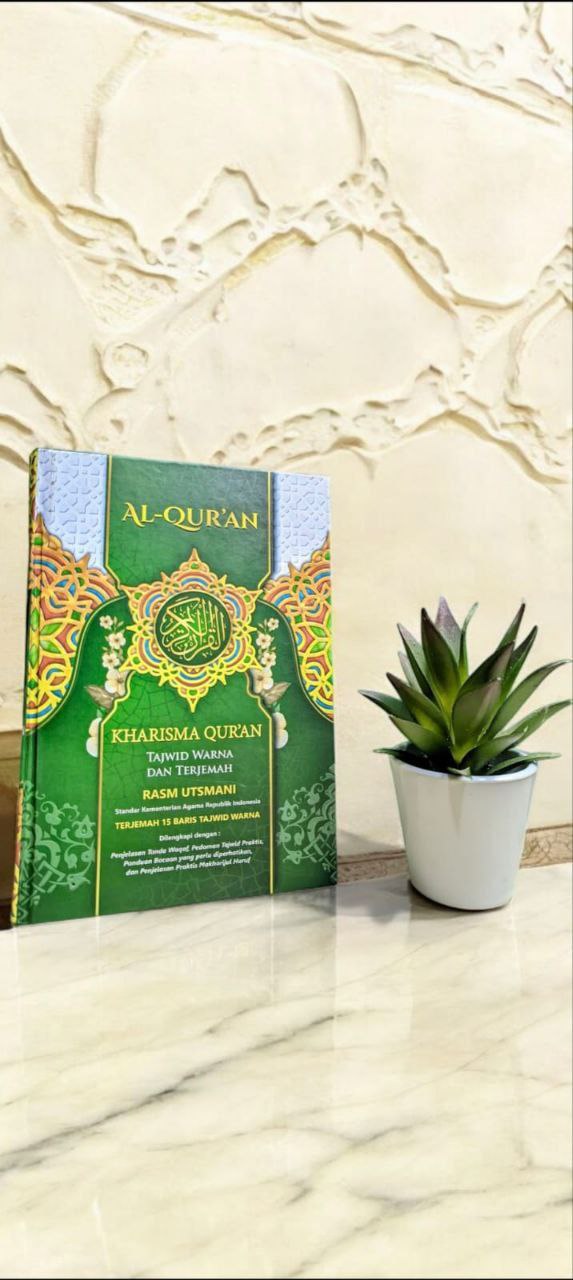 AL-QUR'AN
القرآن الكريم
KHARISMA QUR'AN
TAJWID WARNA
DAN TERJEMAH
RASM UTSMANI
Standar Kementerian Agama Republik Indonesia
TERJEMAH 15 BARIS TAJWID WARNA
Dilengkapi dengan :
Penjelasan Tanda Waqaf, Pedoman Tajwid Praktis,
Panduan Bacaan yang perlu diperhatikan,
dan Penjelasan Praktis Makharijul Huruf